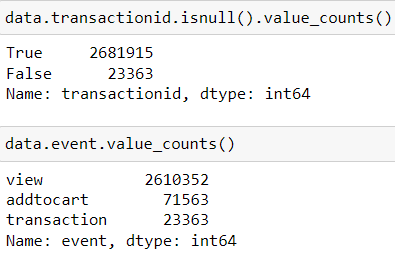 data.transactionid.isnull().value_counts()
True     2681915
False      23363
Name: transactionid, dtype: int64
data.event.value_counts()
view           2610352
addtocart        71563
transaction      23363
Name: event, dtype: int64